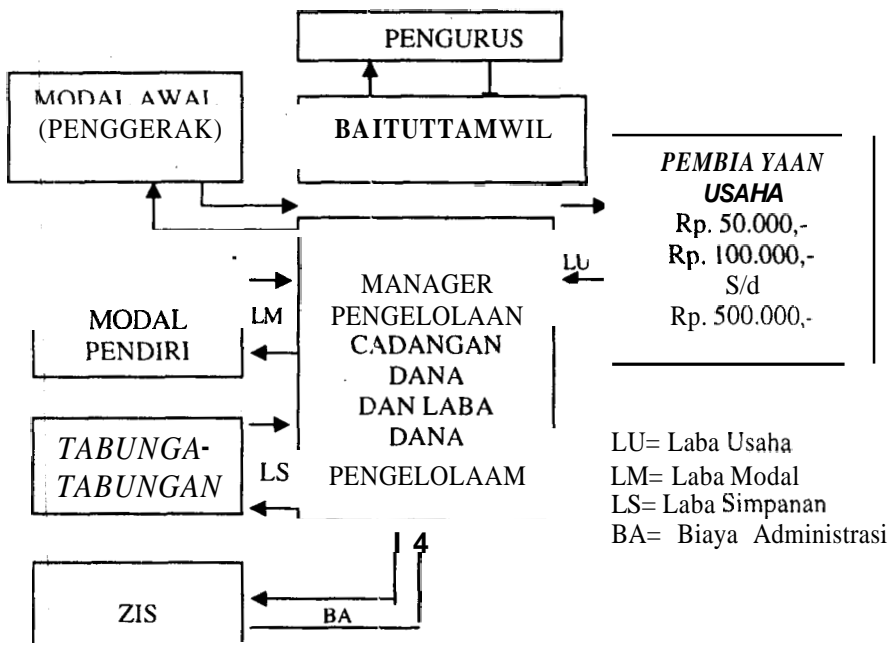 PENGURUS
MODAL AWAL
(PENGGERAK)
BAITUTTAMWIL
PEMBIA YAAN
USAHA
Rp. 50.000,-
Rp. 100.000,-
S/d
Rp. 500.000,-
LU
MANAGER
PENGELOLAAN
CADANGAN
DANA
DAN LABA
DANA
PENGELOLAAM
MODAL
PENDIRI
LM
TABUNGA-
TABUNGAN
LS
LU= Laba Usaha
LM= Laba Modal
LS= Laba Simpanan
BA= Biaya Administrasi
I 4
ZIS
BA